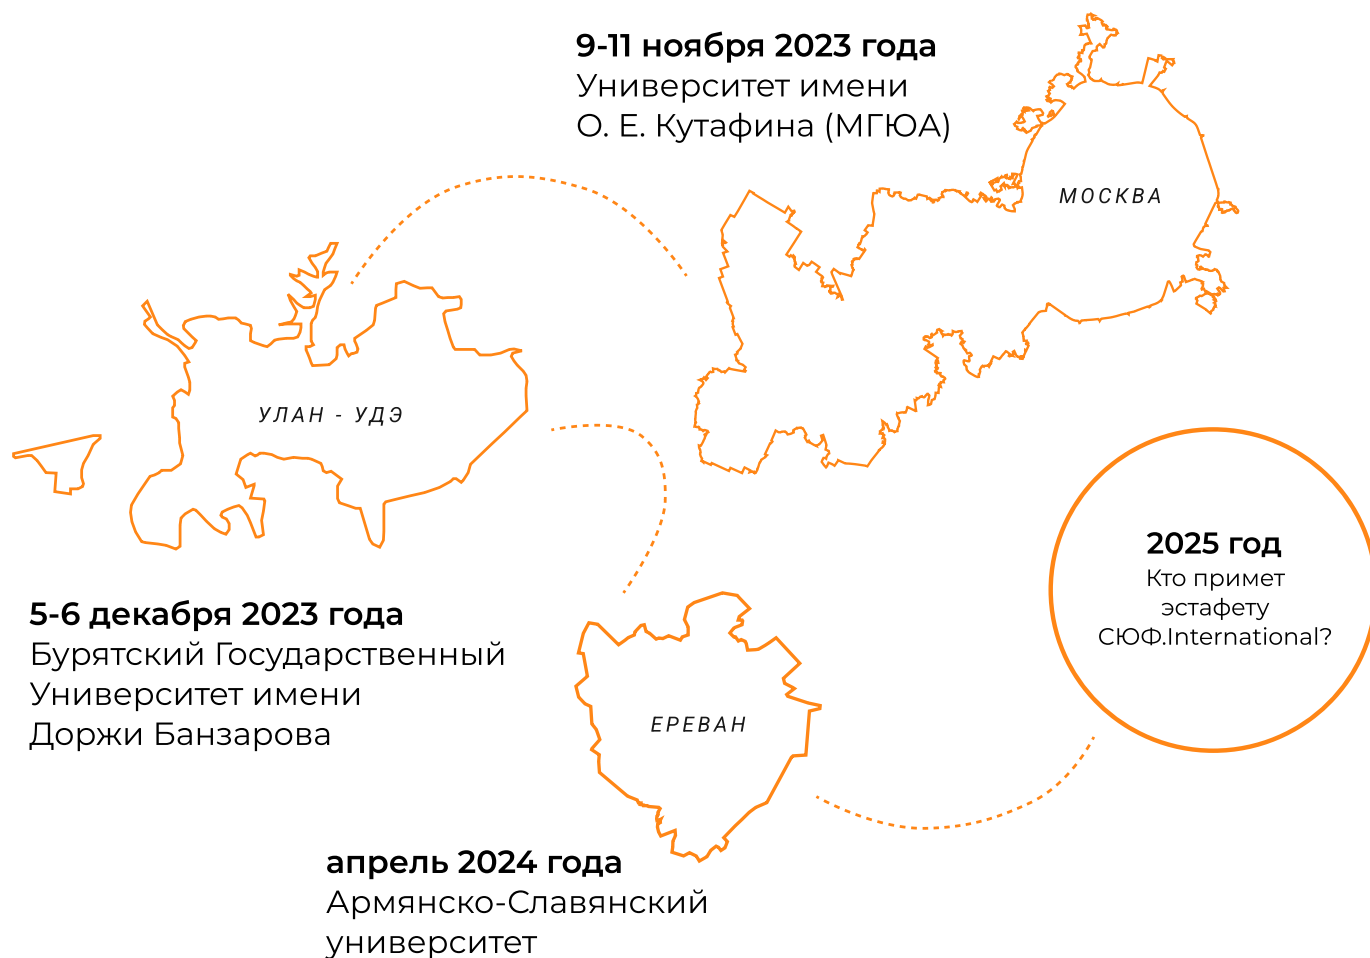 9-11 ноября 2023 года
Университет имени
О. Е. Кутафина (МГЮА)
МОСКВА
УЛАН - УДЭ
5-6 декабря 2023 года
Бурятский Государственный
Университет имени
Доржи Банзарова
ЕРЕВАН
апрель 2024 года
Армянско-Славянский
университет
2025 год
Кто примет
эстафету
СЮФ.International?